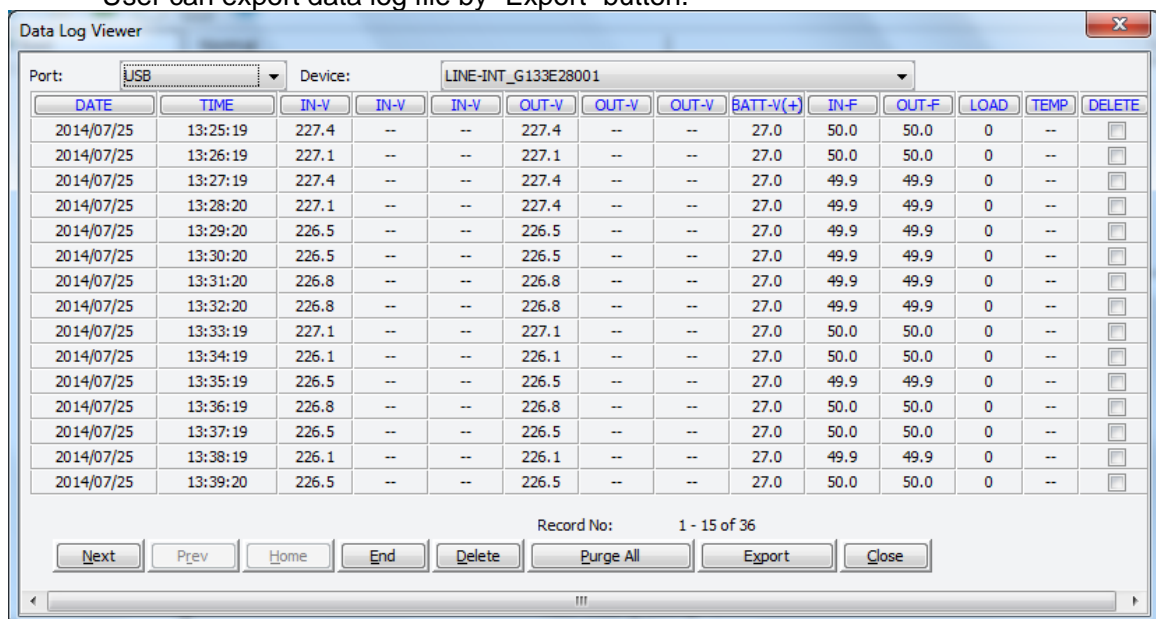 User can export data log file by "Export" button.
Data Log Viewer
Port: USB Device: LINE-INT_G133E28001
DATE TIME IN-V IN-V IN-V OUT-V OUT-V OUT-V BATT-V(+) IN-F OUT-F LOAD TEMP DELETE
2014/07/25 13:25:19 227.4 -- -- 227.4 -- -- 27.0 50.0 50.0 0 --
2014/07/25 13:26:19 227.1 -- -- 227.1 -- -- 27.0 50.0 50.0 0 --
2014/07/25 13:27:19 227.4 -- -- 227.4 -- -- 27.0 49.9 49.9 0 --
2014/07/25 13:28:20 227.1 -- -- 227.4 -- -- 27.0 49.9 49.9 0 --
2014/07/25 13:29:20 226.5 -- -- 226.5 -- -- 27.0 49.9 49.9 0 --
2014/07/25 13:30:20 226.5 -- -- 226.5 -- -- 27.0 49.9 49.9 0 --
2014/07/25 13:31:20 226.8 -- -- 226.8 -- -- 27.0 49.9 49.9 0 --
2014/07/25 13:32:20 226.8 -- -- 226.8 -- -- 27.0 49.9 49.9 0 --
2014/07/25 13:33:19 227.1 -- -- 227.1 -- -- 27.0 50.0 50.0 0 --
2014/07/25 13:34:19 226.1 -- -- 226.1 -- -- 27.0 50.0 50.0 0 --
2014/07/25 13:35:19 226.5 -- -- 226.5 -- -- 27.0 49.9 49.9 0 --
2014/07/25 13:36:19 226.8 -- -- 226.8 -- -- 27.0 50.0 50.0 0 --
2014/07/25 13:37:19 226.5 -- -- 226.5 -- -- 27.0 50.0 50.0 0 --
2014/07/25 13:38:19 226.1 -- -- 226.1 -- -- 27.0 49.9 49.9 0 --
2014/07/25 13:39:20 226.5 -- -- 226.5 -- -- 27.0 50.0 50.0 0 --
Record No: 1 - 15 of 36
Next Prev Home End Delete Purge All Export Close